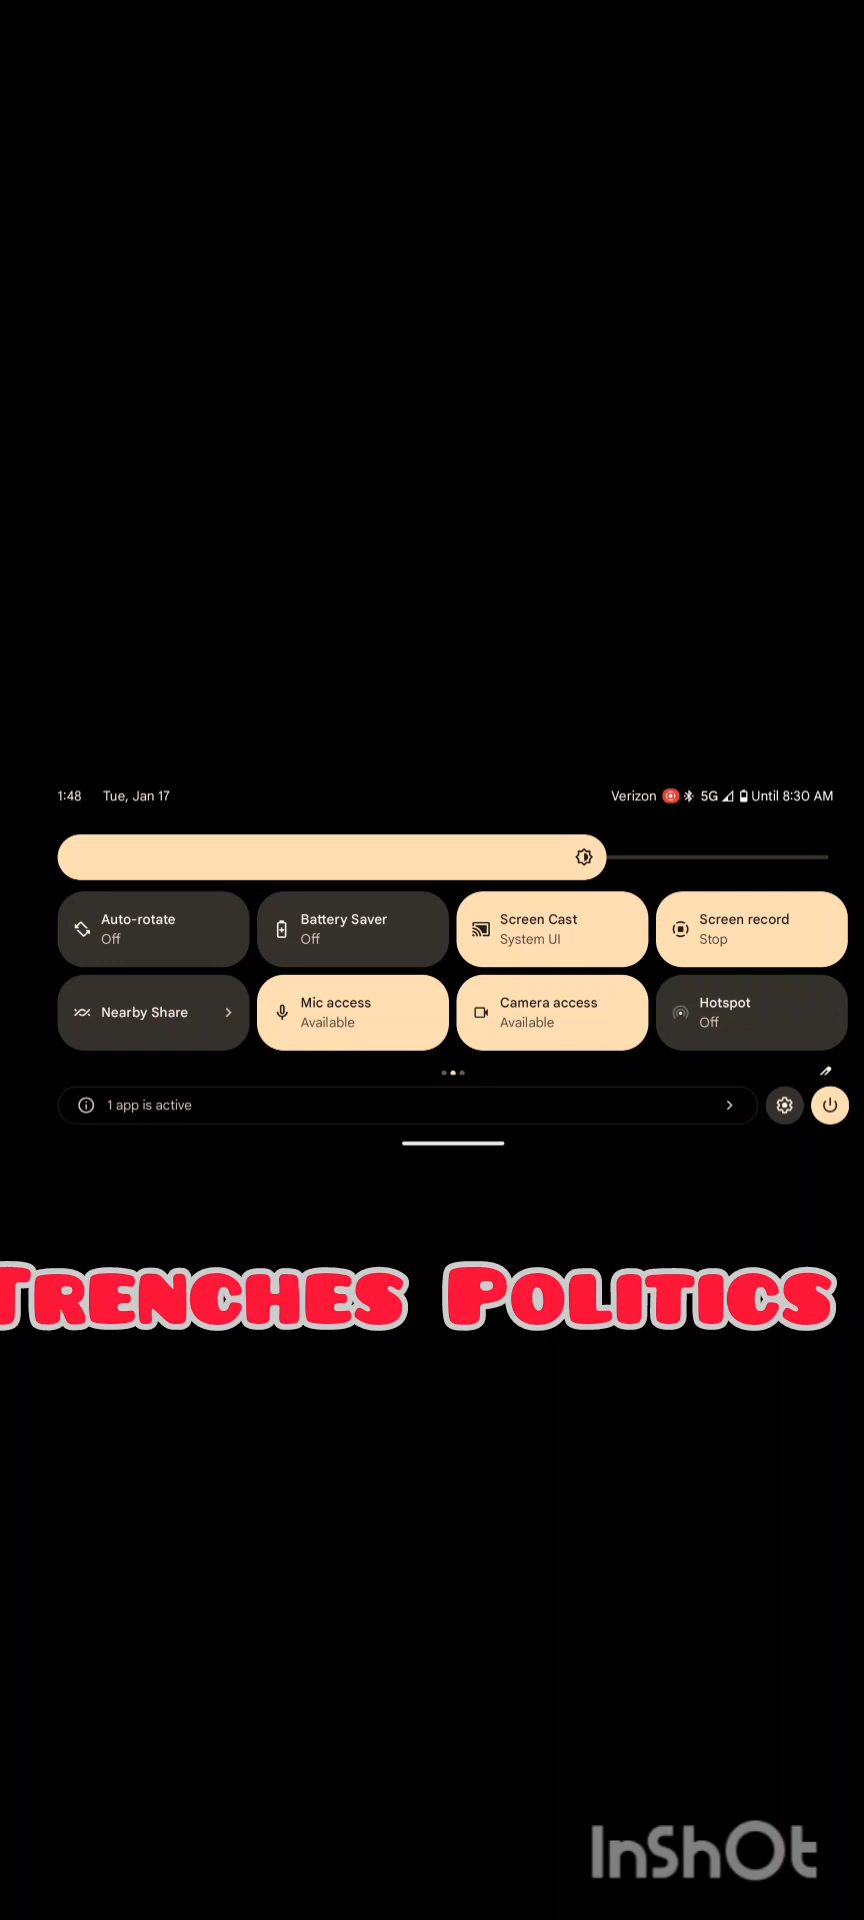 1:48 Tue, Jan 17 Verizon 5G Until 8:30 AM
Auto-rotate Battery Saver Screen Cast Screen record
Off Off System UI Stop
Nearby Share Mic access Camera access Hotspot
Available Available Off
1 app is active
TRENCHES POLITICS
InShOt